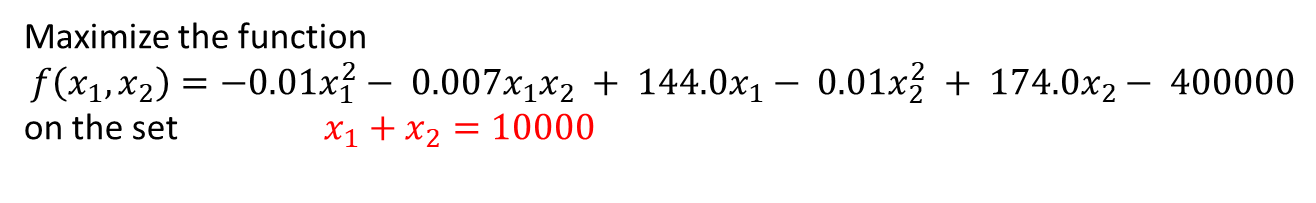 Maximize the function
f(x₁, x₂) = −0.01x₁² − 0.007x₁x₂ + 144.0x₁ − 0.01x₂² + 174.0x₂ − 400000
on the set x₁ + x₂ = 10000